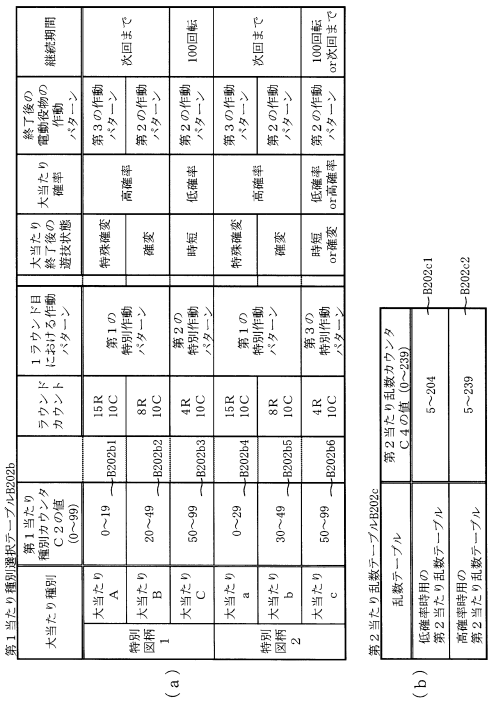 第１当たり種別選択テーブルB202b
大当たり種別
第１当たり
種別カウンタ
Ｃ２の値
(0～99)
ラウンド
カウント
１ラウンド目
における作動
パターン
大当たり
終了後の
遊技状態
大当たり
確率
終了後の
電動役物の
作動
パターン
継続期間
特別
図柄
1
大当たり
A
0～19
B202b1
15R
10C
第１の
特別作動
パターン
特殊確変
高確率
第３の作動
パターン
次回まで
大当たり
B
20～49
B202b2
8R
10C
確変
第２の作動
パターン
大当たり
C
50～99
B202b3
4R
10C
第２の
特別作動
パターン
時短
低確率
第２の作動
パターン
100回転
特別
図柄
2
大当たり
a
0～29
B202b4
15R
10C
第１の
特別作動
パターン
特殊確変
高確率
第３の作動
パターン
次回まで
大当たり
b
30～49
B202b5
8R
10C
確変
第２の作動
パターン
大当たり
c
50～99
B202b6
4R
10C
第３の
特別作動
パターン
時短
or確変
低確率
or高確率
第２の作動
パターン
100回転
or次回まで
(a)
第２当たり乱数テーブルB202c
乱数テーブル
第２当たり乱数カウンタ
Ｃ４の値(0～239)
低確率時用の
第２当たり乱数テーブル
5～204
B202c1
高確率時用の
第２当たり乱数テーブル
5～239
B202c2
(b)